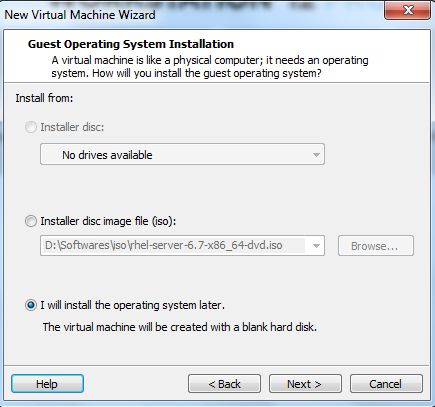 New Virtual Machine Wizard
Guest Operating System Installation
A virtual machine is like a physical computer; it needs an operating
system. How will you install the guest operating system?
Install from:
Installer disc:
No drives available
Installer disc image file (iso):
D:\Softwares\iso\rhel-server-6.7-x86_64-dvd.iso
Browse...
I will install the operating system later.
The virtual machine will be created with a blank hard disk.
Help
< Back
Next >
Cancel